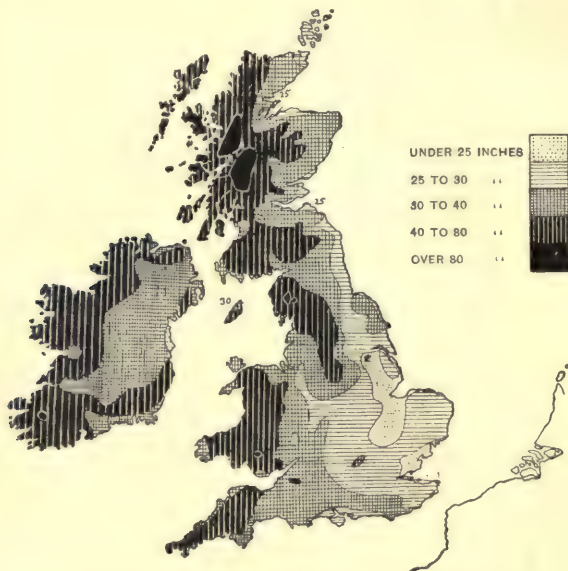 25
UNDER 25 INCHES
25 TO 30 "
30 TO 40 "
40 TO 80 "
OVER 80 "
25
30